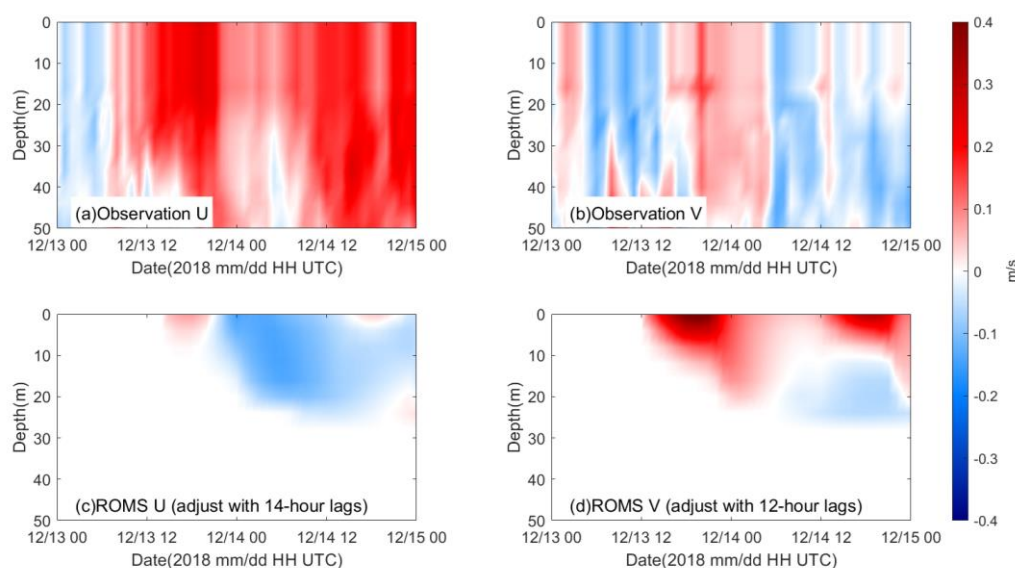 0
10
20
30
40
50
Depth(m)
(a)Observation U
12/13 00 12/13 12 12/14 00 12/14 12 12/15 00
Date(2018 mm/dd HH UTC)
0
10
20
30
40
50
Depth(m)
(b)Observation V
12/13 00 12/13 12 12/14 00 12/14 12 12/15 00
Date(2018 mm/dd HH UTC)
0
10
20
30
40
50
Depth(m)
(c)ROMS U (adjust with 14-hour lags)
12/13 00 12/13 12 12/14 00 12/14 12 12/15 00
Date(2018 mm/dd HH UTC)
0
10
20
30
40
50
Depth(m)
(d)ROMS V (adjust with 12-hour lags)
12/13 00 12/13 12 12/14 00 12/14 12 12/15 00
Date(2018 mm/dd HH UTC)
0.4
0.3
0.2
0.1
0
-0.1
-0.2
-0.3
-0.4
m/s